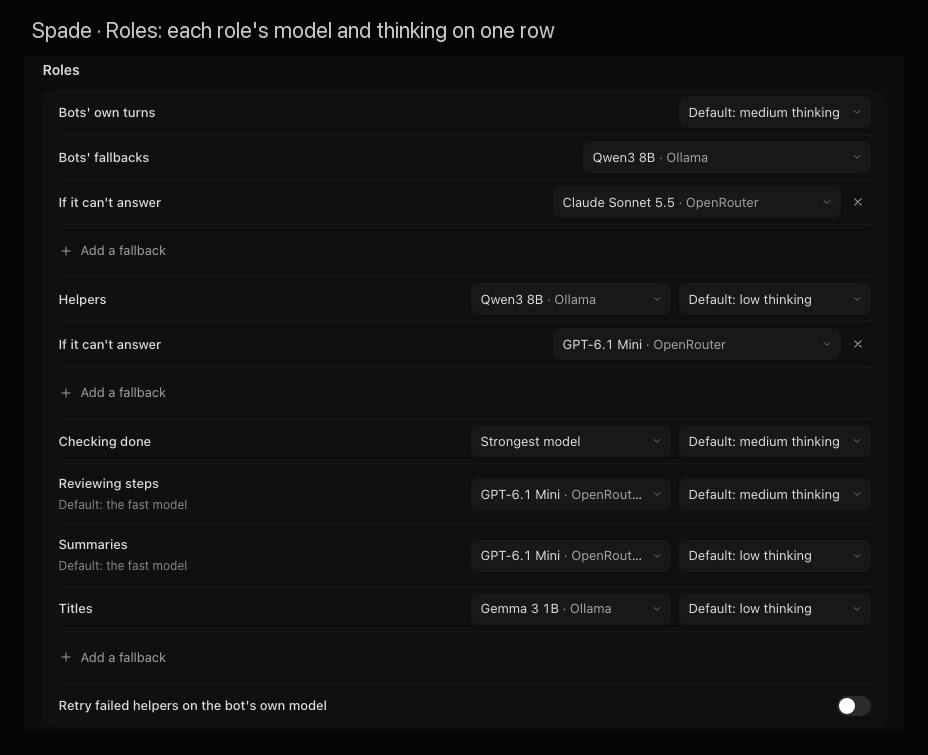 Spade · Roles: each role's model and thinking on one row
Roles
Bots' own turns
Default: medium thinking
Bots' fallbacks
Qwen3 8B · Ollama
If it can't answer
Claude Sonnet 5.5 · OpenRouter
+ Add a fallback
Helpers
Qwen3 8B · Ollama
Default: low thinking
If it can't answer
GPT-6.1 Mini · OpenRouter
+ Add a fallback
Checking done
Strongest model
Default: medium thinking
Reviewing steps
Default: the fast model
GPT-6.1 Mini · OpenRout...
Default: medium thinking
Summaries
Default: the fast model
GPT-6.1 Mini · OpenRout...
Default: low thinking
Titles
Gemma 3 1B · Ollama
Default: low thinking
+ Add a fallback
Retry failed helpers on the bot's own model